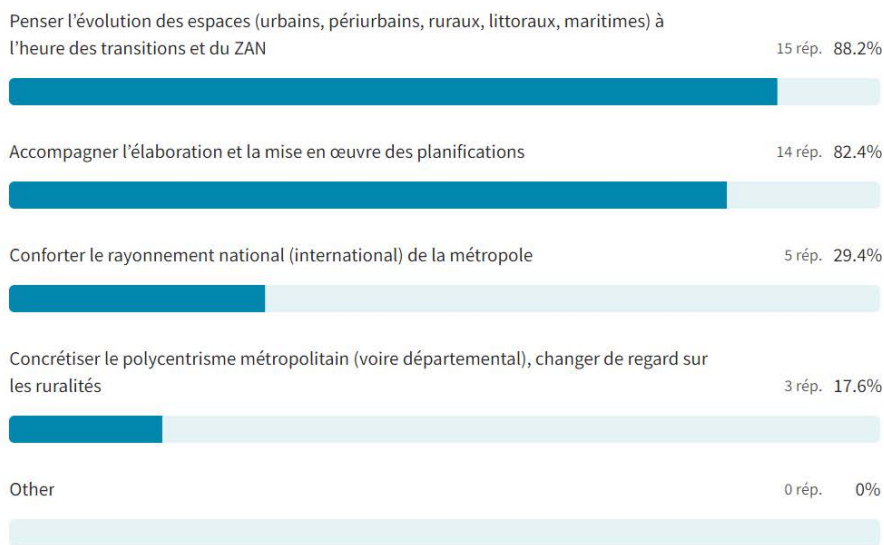 Penser l’évolution des espaces (urbains, périurbains, ruraux, littoraux, maritimes) à
l’heure des transitions et du ZAN 15 rép. 88.2%
Accompagner l’élaboration et la mise en œuvre des planifications 14 rép. 82.4%
Conforter le rayonnement national (international) de la métropole 5 rép. 29.4%
Concrétiser le polycentrisme métropolitain (voire départemental), changer de regard sur
les ruralités 3 rép. 17.6%
Other 0 rép. 0%